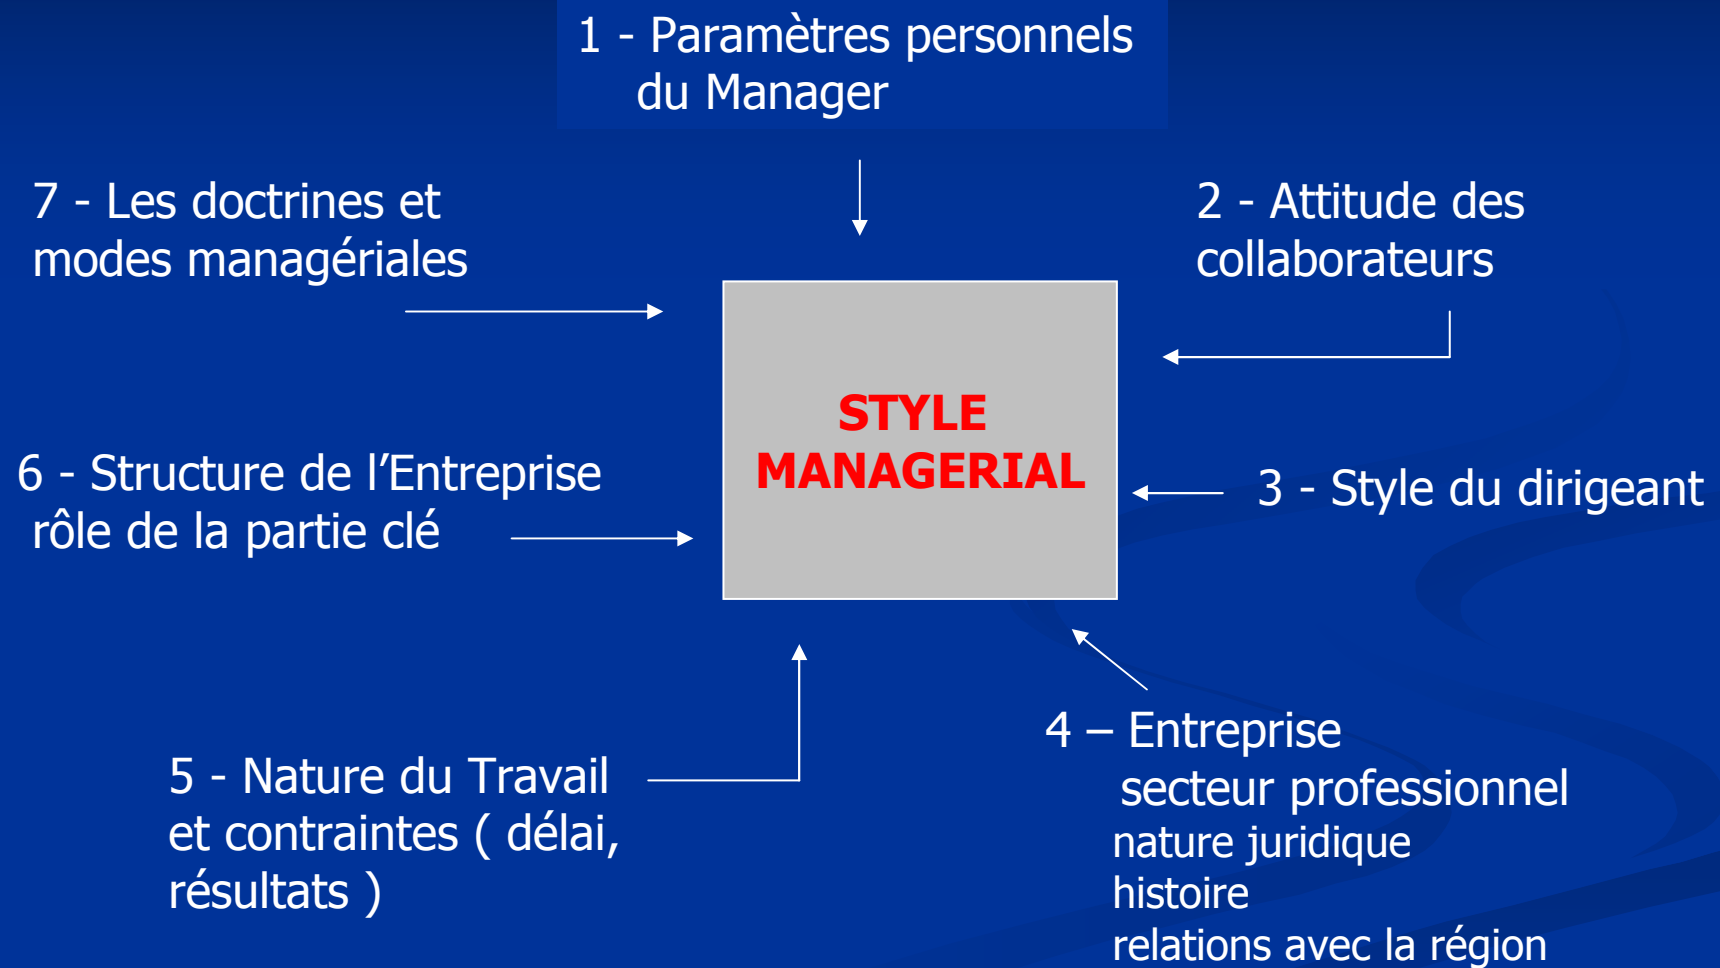 1 - Paramètres personnels
du Manager
7 - Les doctrines et
modes managériales
2 - Attitude des
collaborateurs
STYLE
MANAGERIAL
6 - Structure de l’Entreprise
rôle de la partie clé
3 - Style du dirigeant
4 – Entreprise
secteur professionnel
nature juridique
histoire
relations avec la région
5 - Nature du Travail
et contraintes ( délai,
résultats )